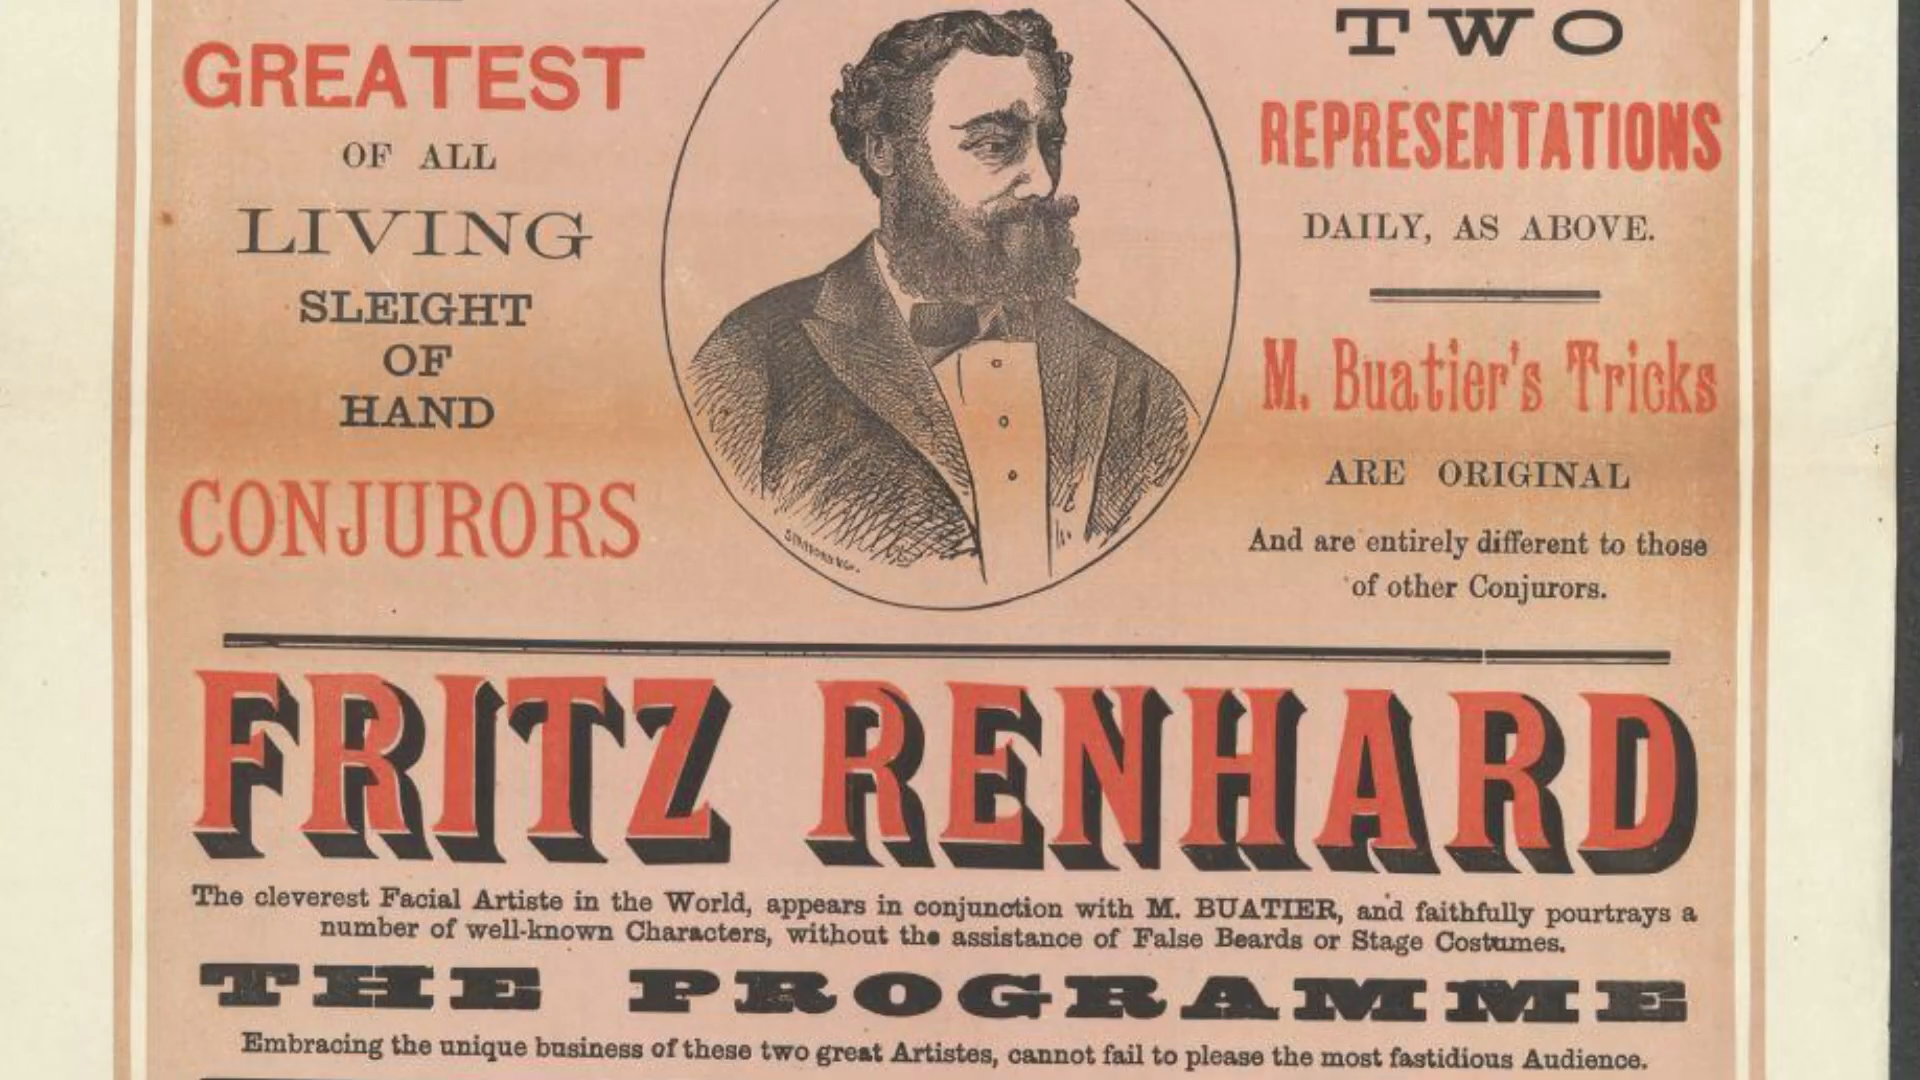 GREATEST
OF ALL
LIVING
SLEIGHT
OF
HAND
CONJURORS
TWO
REPRESENTATIONS
DAILY, AS ABOVE.
M. Buatier's Tricks
ARE ORIGINAL
And are entirely different to those
of other Conjurors.
FRITZ RENHARD
The cleverest Facial Artiste in the World, appears in conjunction with M. BUATIER, and faithfully pourtrays a
number of well-known Characters, without the assistance of False Beards or Stage Costumes.
THE PROGRAMME
Embracing the unique business of these two great Artistes, cannot fail to please the most fastidious Audience.